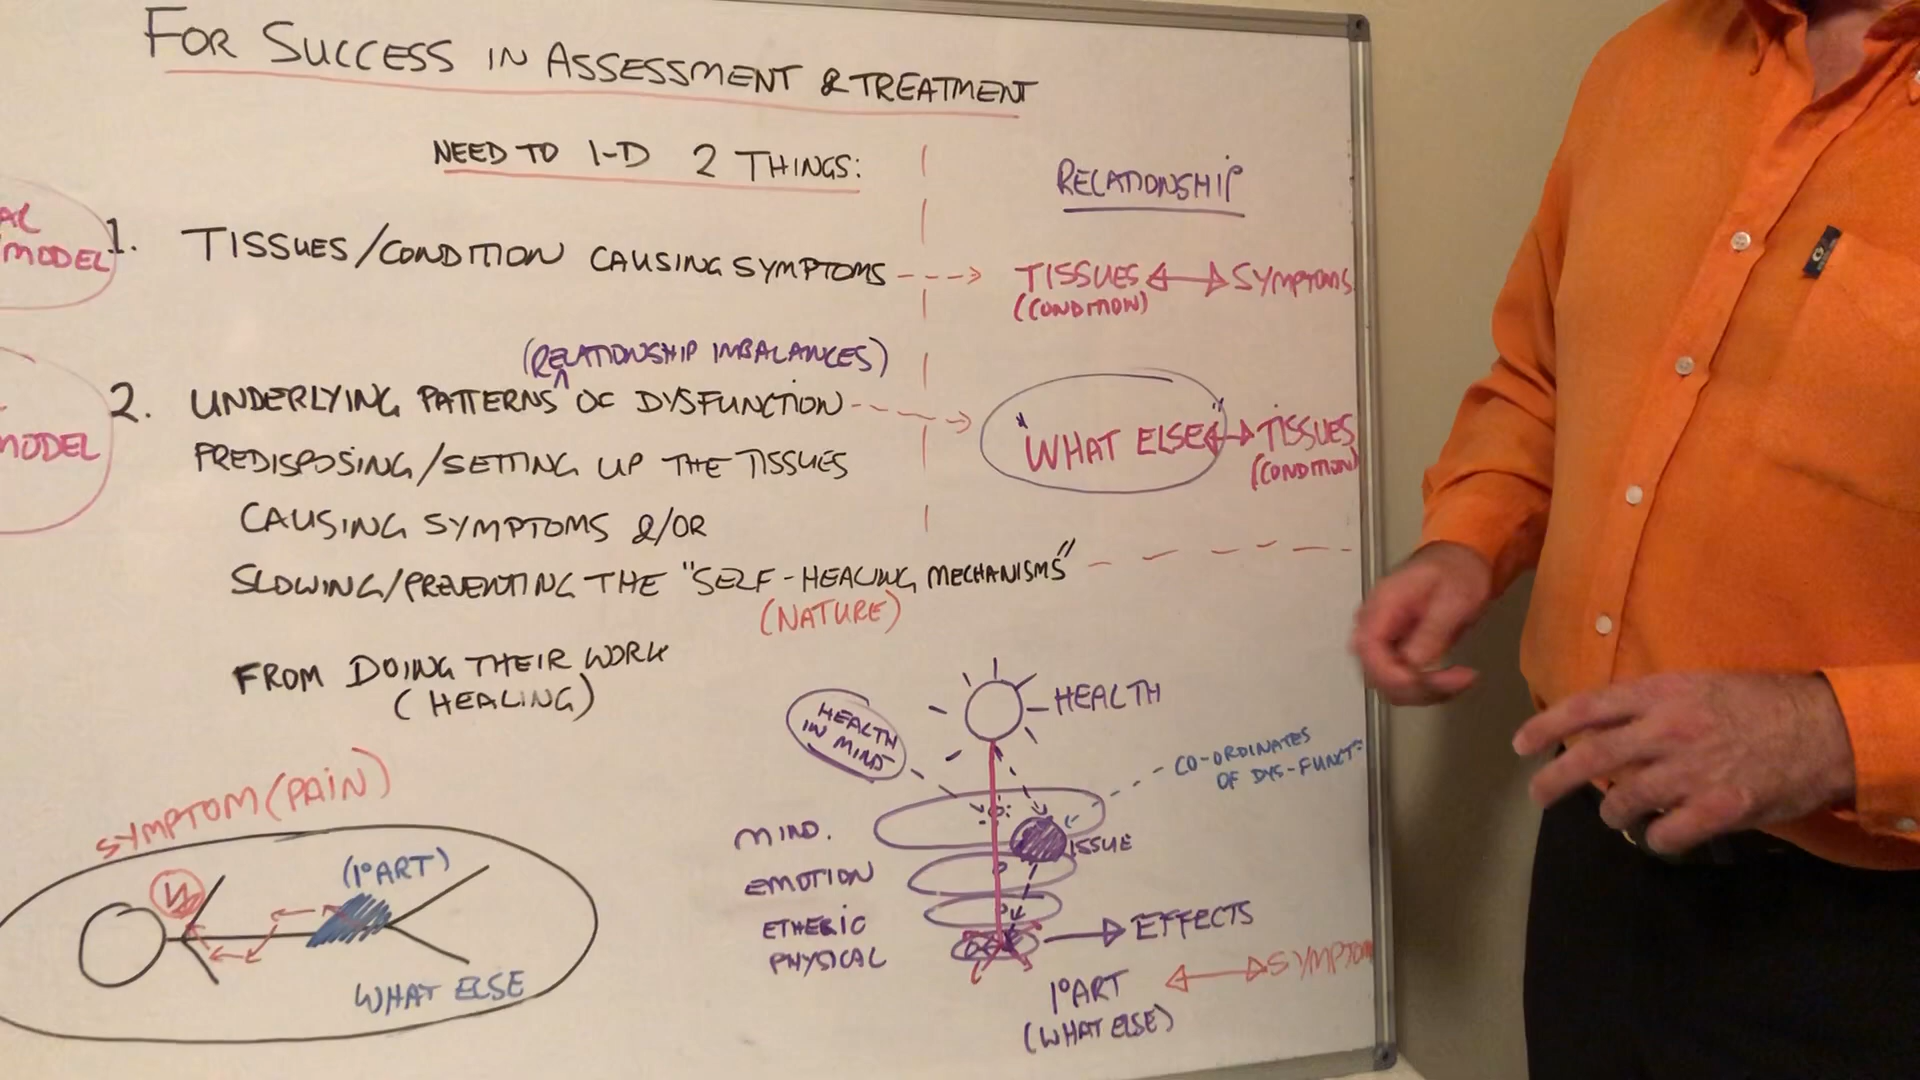 FOR SUCCESS IN ASSESSMENT & TREATMENT
NEED TO I-D 2 THINGS:
RELATIONSHIP
AL
MODEL
1. TISSUES/CONDITION CAUSING SYMPTOMS
TISSUES SYMPTOMS
(CONDITION)
(RELATIONSHIP IMBALANCES)
MODEL
2. UNDERLYING PATTERNS OF DYSFUNCTION
"WHAT ELSE" TISSUES
(CONDITION)
PREDISPOSING/SETTING UP THE TISSUES
CAUSING SYMPTOMS &/OR
SLOWING/PREVENTING THE "SELF-HEALING MECHANISMS"
(NATURE)
FROM DOING THEIR WORK
(HEALING)
HEALTH
HEALTH
IN MIND
CO-ORDINATES
OF DYS-FUNCT
SYMPTOM (PAIN)
(1° ART)
WHAT ELSE
MIND.
TISSUE
EMOTION
ETHERIC
PHYSICAL
EFFECTS
1° ART SYMPTOM
(WHAT ELSE)